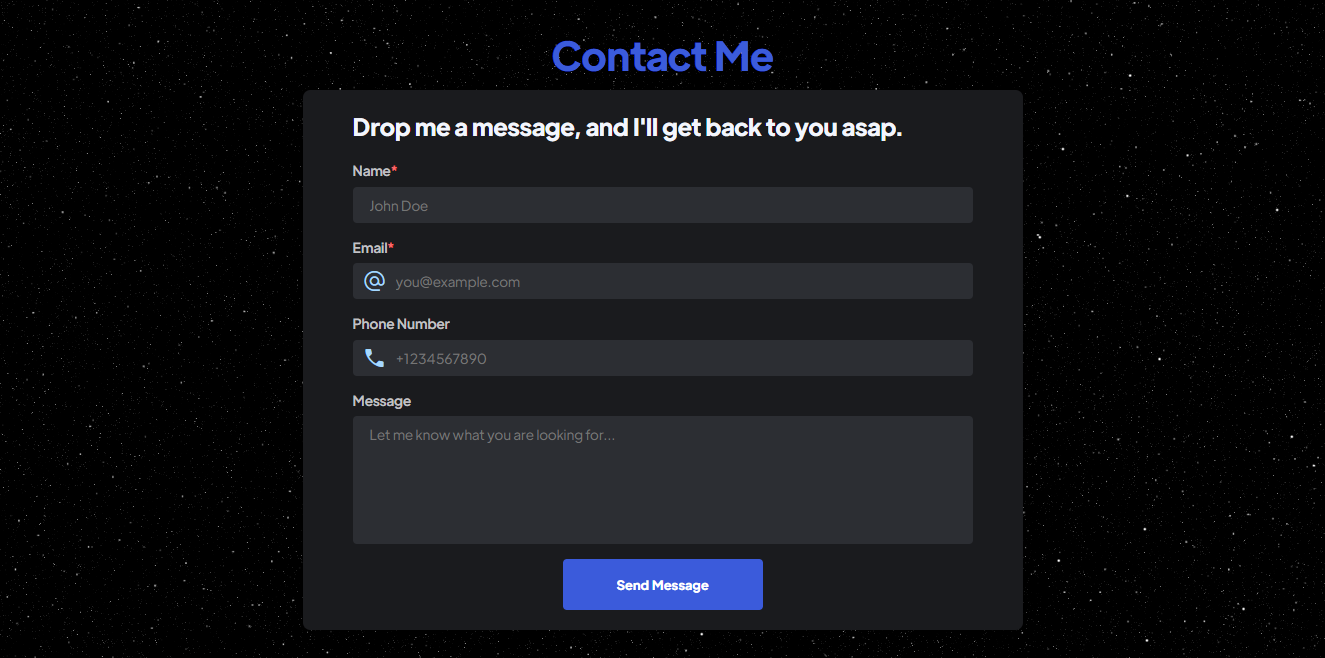 Contact Me
Drop me a message, and I'll get back to you asap.
Name*
John Doe
Email*
you@example.com
Phone Number
+1234567890
Message
Let me know what you are looking for...
Send Message